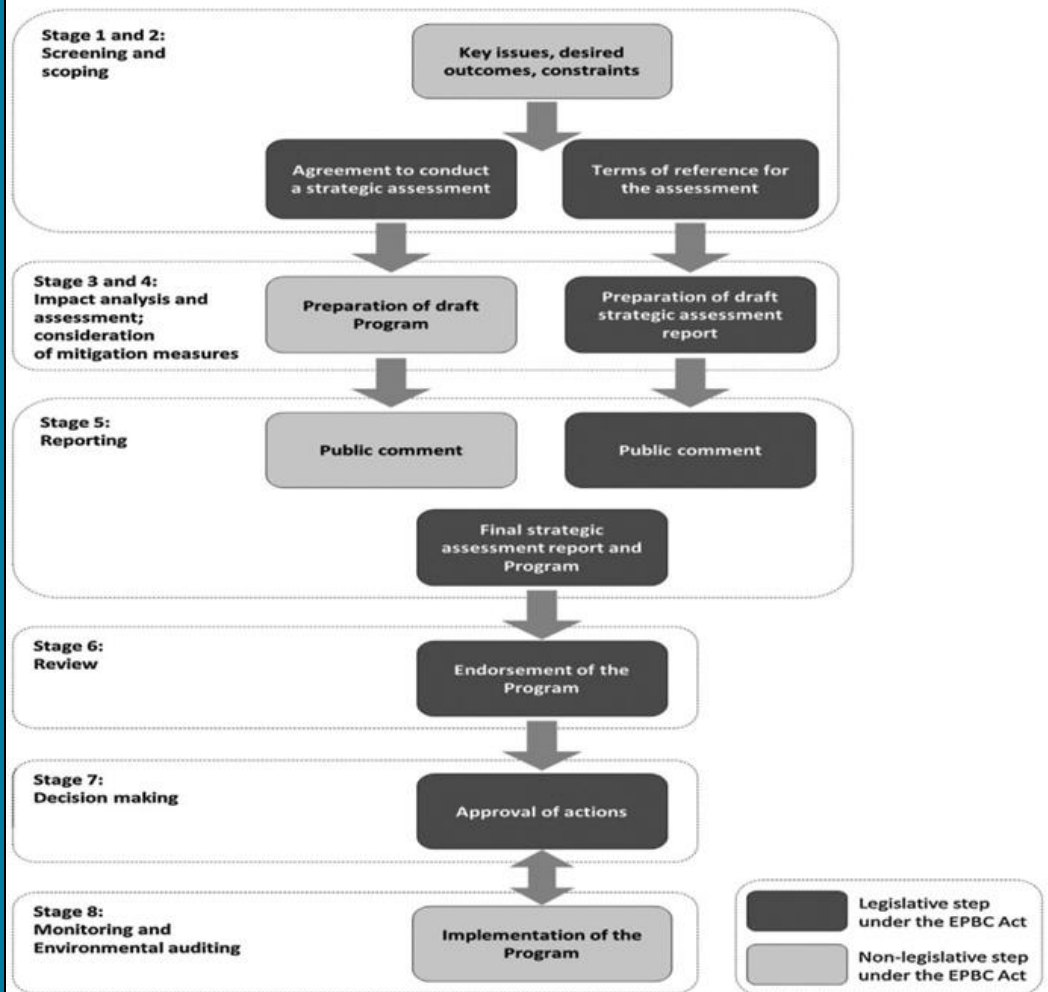 Stage 1 and 2:
Screening and
scoping
Key issues, desired
outcomes, constraints
Agreement to conduct
a strategic assessment
Terms of reference for
the assessment
Stage 3 and 4:
Impact analysis and
assessment;
consideration
of mitigation measures
Preparation of draft
Program
Preparation of draft
strategic assessment
report
Stage 5:
Reporting
Public comment
Public comment
Final strategic
assessment report and
Program
Stage 6:
Review
Endorsement of the
Program
Stage 7:
Decision making
Approval of actions
Stage 8:
Monitoring and
Environmental auditing
Implementation of the
Program
Legislative step
under the EPBC Act
Non-legislative step
under the EPBC Act